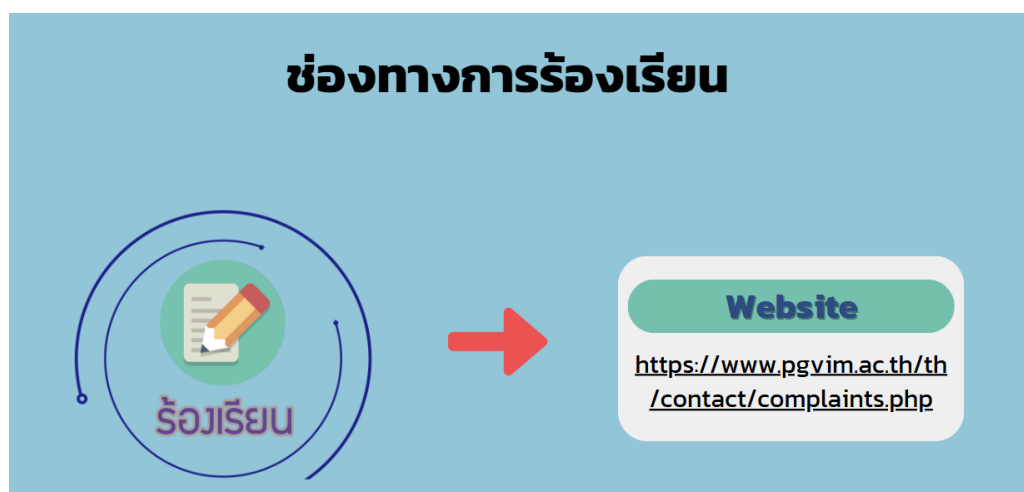 ช่องทางการร้องเรียน
ร้องเรียน
Website
https://www.pgvim.ac.th/th
/contact/complaints.php